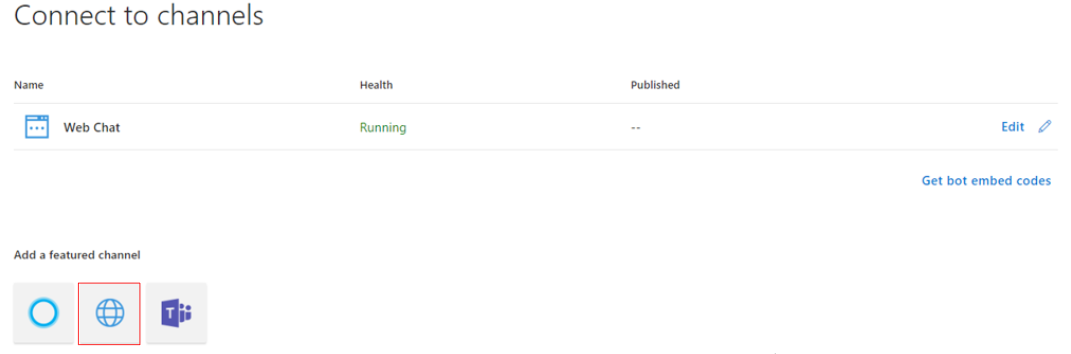 Connect to channels
Name Health Published
Web Chat Running -- Edit
Get bot embed codes
Add a featured channel
T